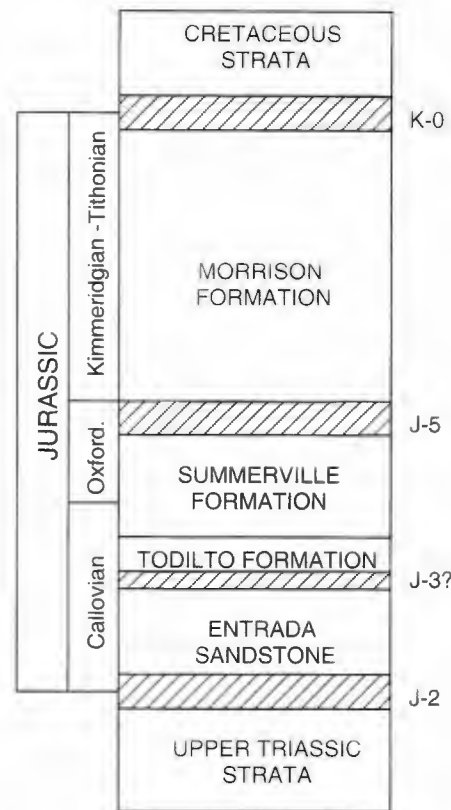 CRETACEOUS
STRATA
K-0
Kimmeridgian - Tithonian
MORRISON
FORMATION
JURASSIC
J-5
Oxford.
SUMMERVILLE
FORMATION
TODILTO FORMATION
J-3?
Callovian
ENTRADA
SANDSTONE
J-2
UPPER TRIASSIC
STRATA